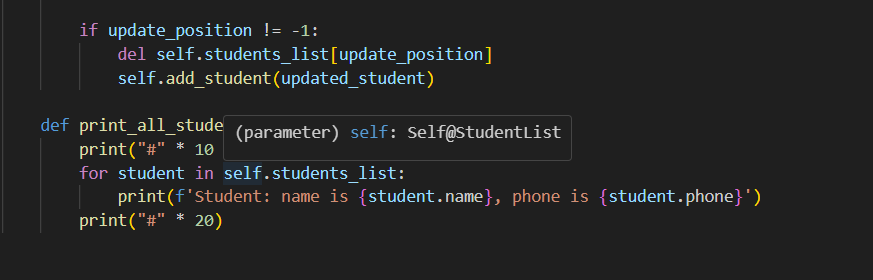 if update_position != -1:
del self.students_list[update_position]
self.add_student(updated_student)
def print_all_stude
(parameter) self: Self@StudentList
print("#" * 10
for student in self.students_list:
print(f'Student: name is {student.name}, phone is {student.phone}')
print("#" * 20)